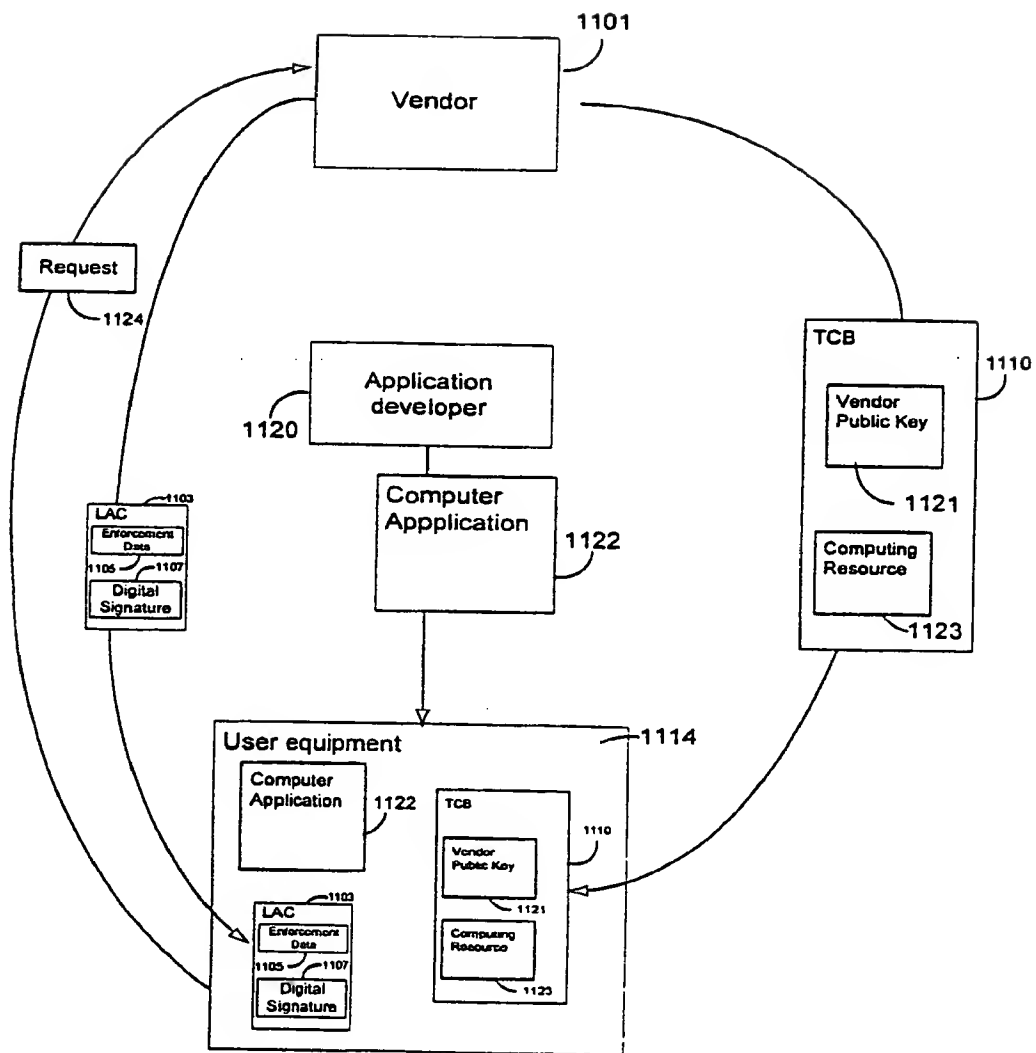 1101
Vendor
Request
1124
TCB
1110
Vendor
Public Key
1121
Computing
Resource
1123
Application
developer
1120
Computer
Appplication
1122
1103
LAC
Enforcement
Data
1105
1107
Digital
Signature
User equipment
1114
Computer
Application
1122
TCB
1110
Vendor
Public Key
1121
Computing
Resource
1123
1103
LAC
Enforcement
Data
1105
1107
Digital
Signature